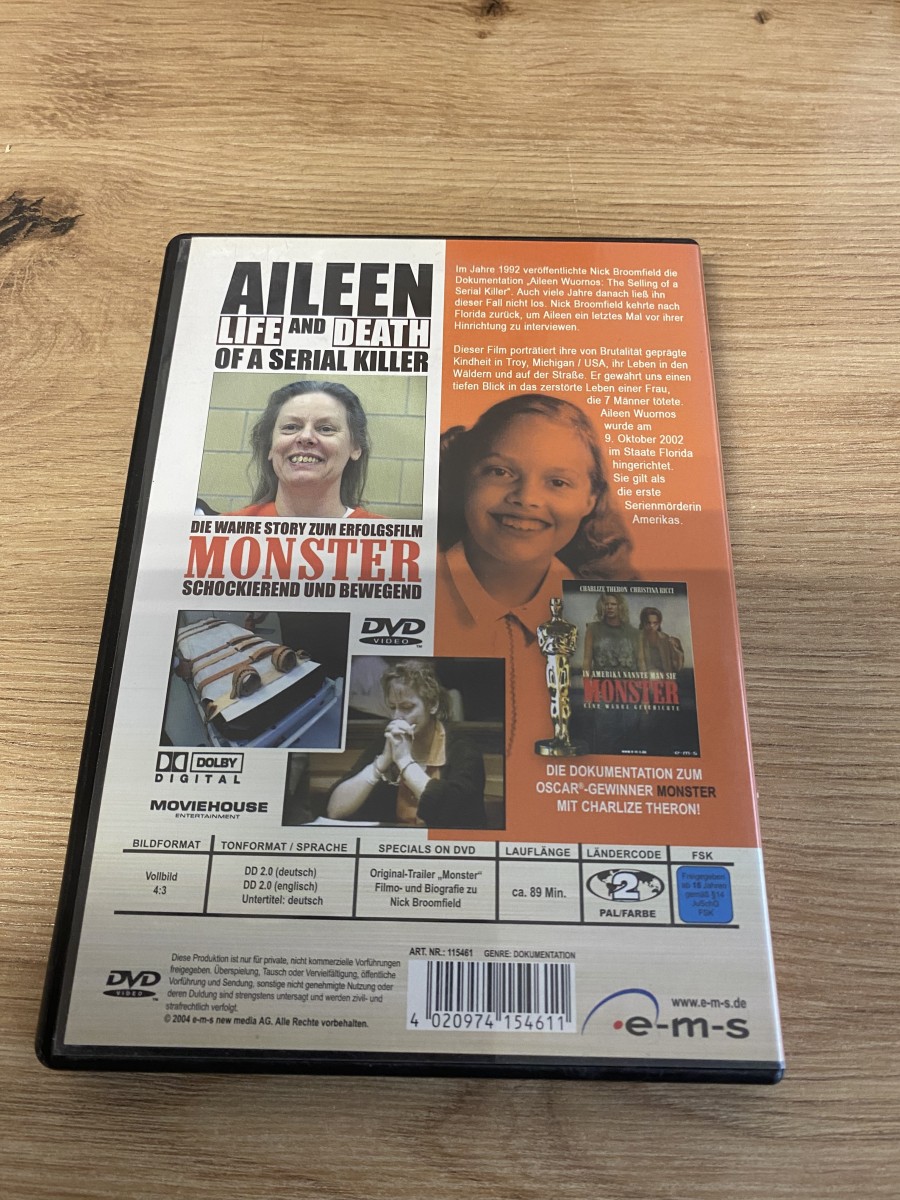 AILEEN
LIFE AND DEATH
OF A SERIAL KILLER
DIE WAHRE STORY ZUM ERFOLGSFILM
MONSTER
SCHOCKIEREND UND BEWEGEND
Im Jahre 1992 veröffentlichte Nick Broomfield die
Dokumentation „Aileen Wuornos: The Selling of a
Serial Killer“. Auch viele Jahre danach ließ ihn
dieser Fall nicht los. Nick Broomfield kehrte nach
Florida zurück, um Aileen ein letztes Mal vor ihrer
Hinrichtung zu interviewen.
Dieser Film porträtiert ihre von Brutalität geprägte
Kindheit in Troy, Michigan / USA, ihr Leben in den
Wäldern und auf der Straße. Er gewährt uns einen
tiefen Blick in das zerstörte Leben einer Frau,
die 7 Männer tötete.
Aileen Wuornos
wurde am
9. Oktober 2002
im Staate Florida
hingerichtet.
Sie gilt als
die erste
Serienmörderin
Amerikas.
DVD
VIDEO
CHARLIZE THERON CHRISTINA RICCI
IN AMERIKA NANNTE MAN SIE
MONSTER
EINE WAHRE GESCHICHTE
e-m-s
DIE DOKUMENTATION ZUM
OSCAR®-GEWINNER MONSTER
MIT CHARLIZE THERON!
DOLBY
DIGITAL
MOVIEHOUSE
ENTERTAINMENT
BILDFORMAT
Vollbild
4:3
TONFORMAT / SPRACHE
DD 2.0 (deutsch)
DD 2.0 (englisch)
Untertitel: deutsch
SPECIALS ON DVD
Original-Trailer „Monster“
Filmo- und Biografie zu
Nick Broomfield
LAUFLÄNGE
ca. 89 Min.
LÄNDERCODE
2
PAL/FARBE
FSK
Freigegeben
ab 16 Jahren
gemäß §14
JuSchG
FSK
DVD
VIDEO
Diese Produktion ist nur für private, nicht kommerzielle Vorführungen
freigegeben. Überspielung, Tausch oder Vervielfältigung, öffentliche
Vorführung und Sendung, sonstige nicht genehmigte Nutzung oder
deren Duldung sind strengstens untersagt und werden zivil- und
strafrechtlich verfolgt.
© 2004 e-m-s new media AG. Alle Rechte vorbehalten.
ART. NR.: 115461 GENRE: DOKUMENTATION
4 020974 154611
www.e-m-s.de
e-m-s